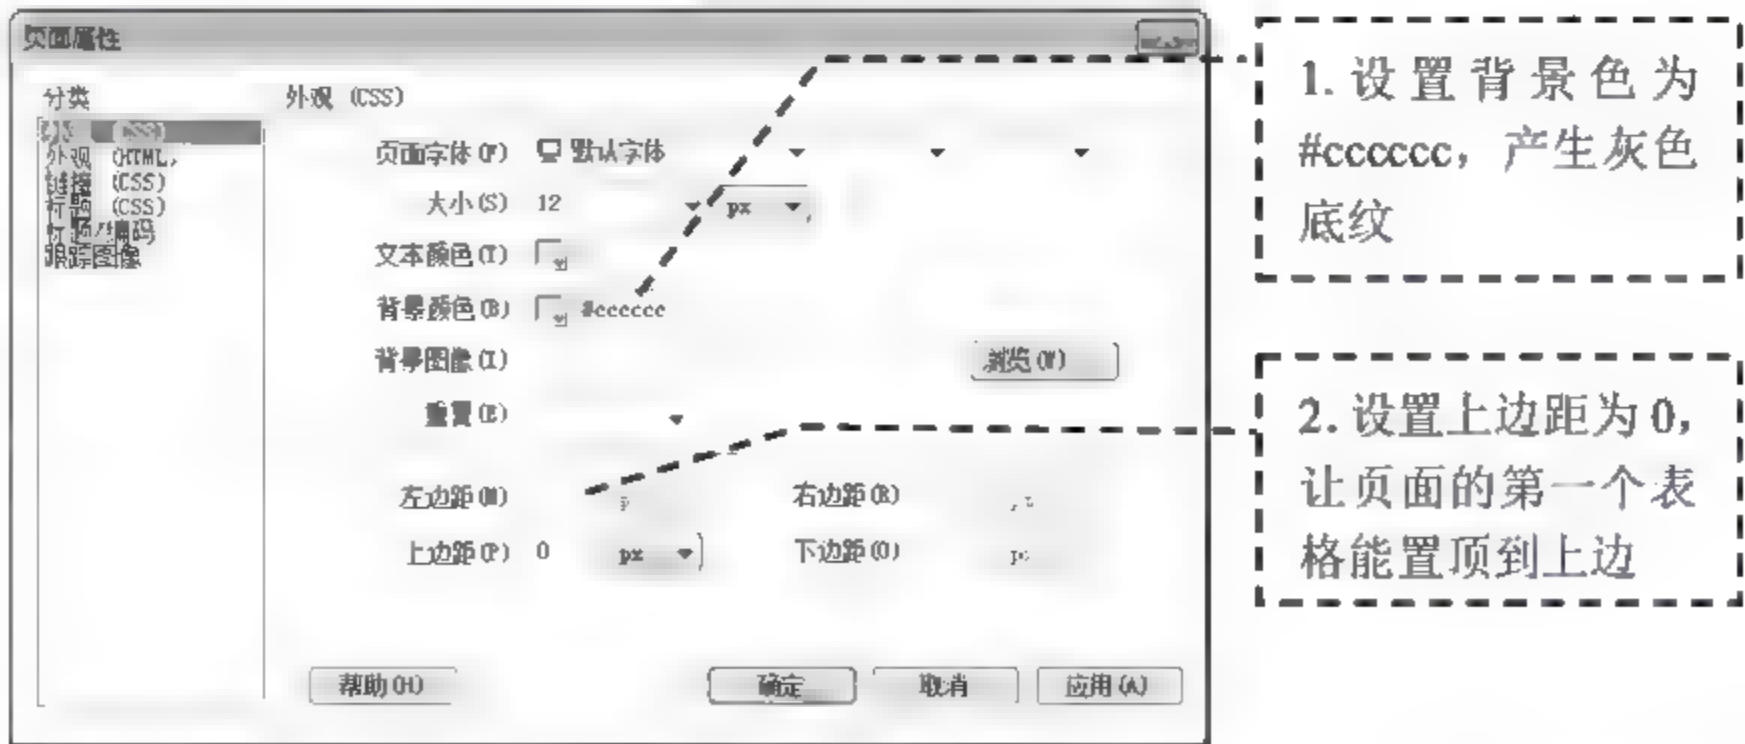 页面属性
分类
外观 (CSS)
(CSS)
外观 (HTML)
链接 (CSS)
标题 (CSS)
标题/编码
跟踪图像
页面字体(F) 默认字体
大小(S) 12 px
文本颜色(T)
背景颜色(B) #cccccc
背景图像(I) 浏览(W)
重置(E)
左边距(M) 右边距(R)
上边距(P) 0 px 下边距(O)
帮助(H) 确定 取消 应用(A)
1. 设置背景色为
#cccccc，产生灰色
底纹
2. 设置上边距为 0，
让页面的第一个表
格能置顶到上边